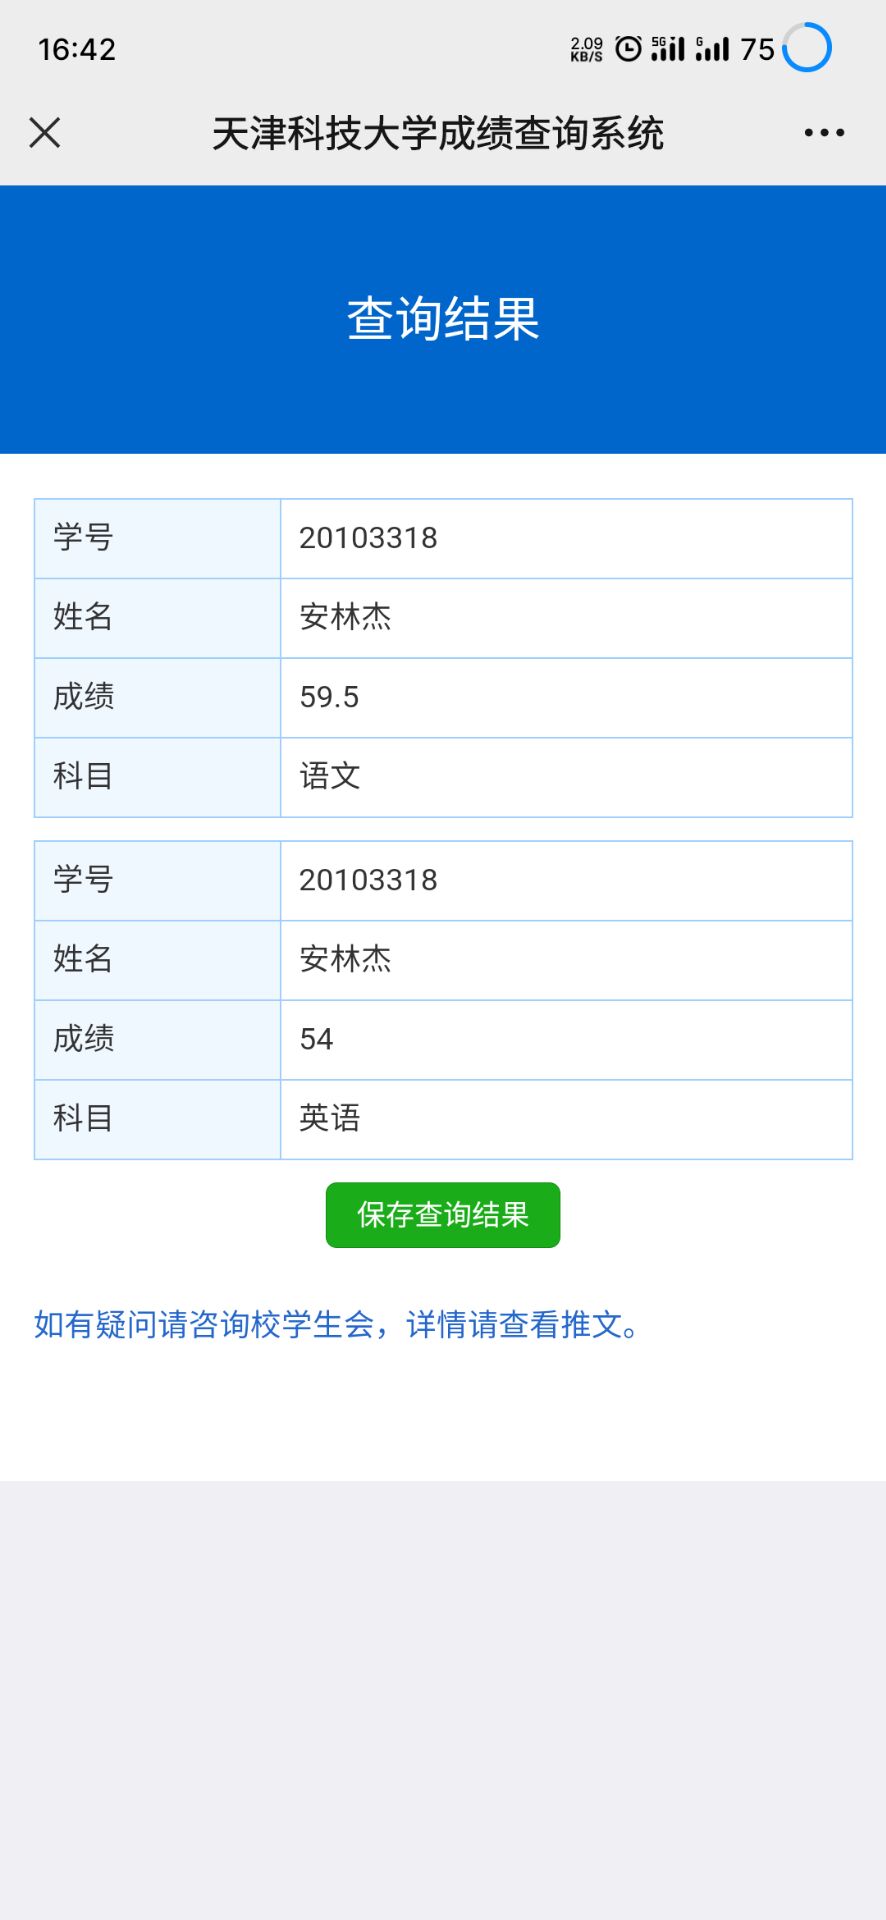 16:42 2.09 KB/S 5G G 75
天津科技大学成绩查询系统
查询结果
学号 20103318
姓名 安林杰
成绩 59.5
科目 语文
学号 20103318
姓名 安林杰
成绩 54
科目 英语
保存查询结果
如有疑问请咨询校学生会，详情请查看推文。